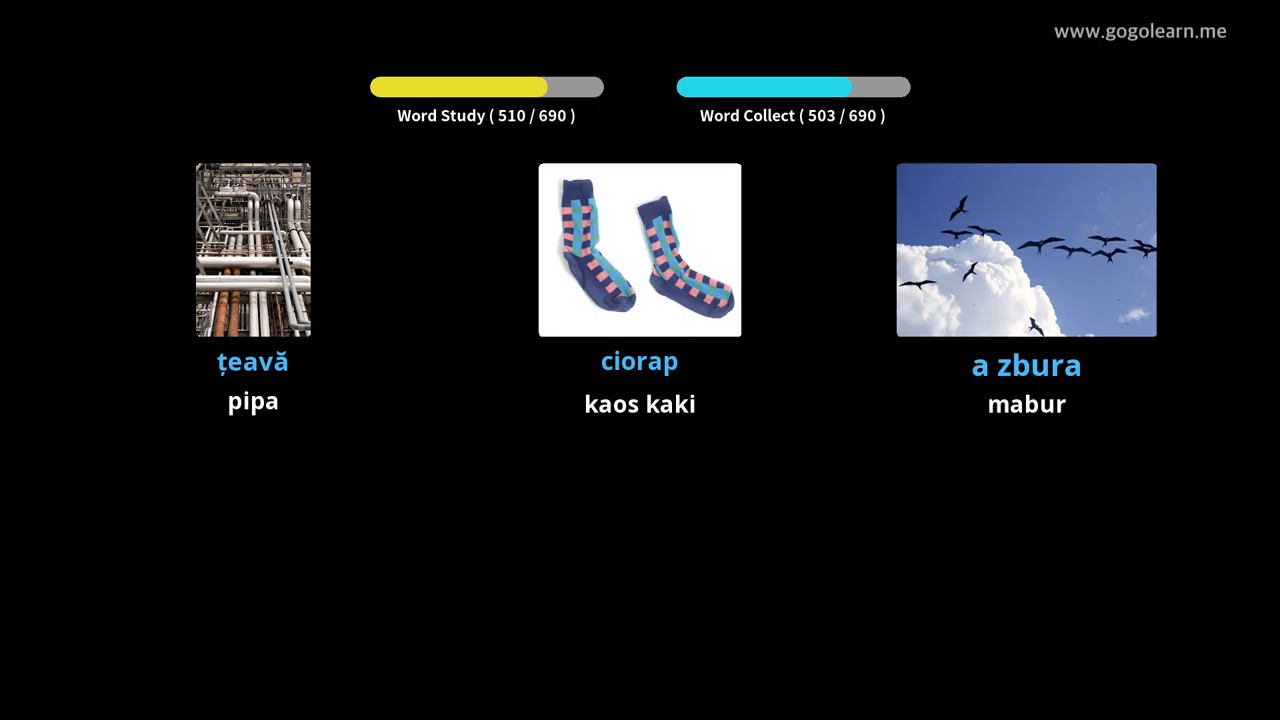 www.gogolearn.me
Word Study ( 510 / 690 )
Word Collect ( 503 / 690 )
țeavă
ciorap
a zbura
pipa
kaos kaki
mabur